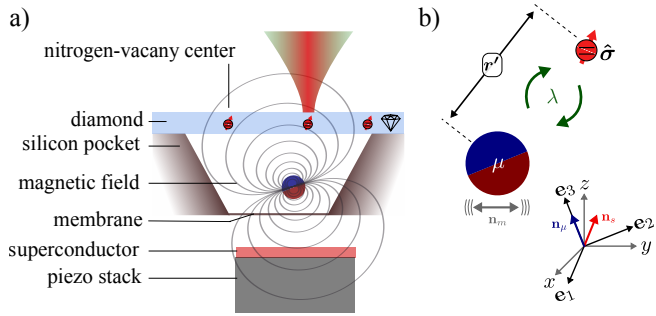 a)
nitrogen-vacany center
diamond
silicon pocket
magnetic field
membrane
superconductor
piezo stack
b)
r′
σ̂
λ
μ
n_m
e₃ z
n_μ n_s
e₂
y
x
e₁